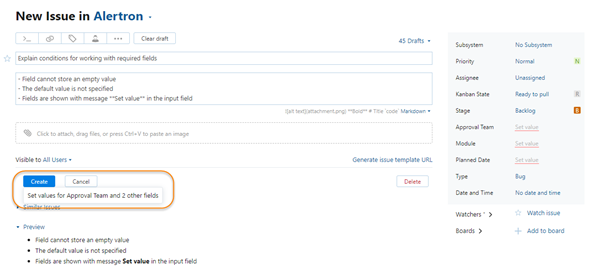 New Issue in Alertron
Clear draft
45 Drafts
Explain conditions for working with required fields
- Field cannot store an empty value
- The default value is not specified
- Fields are shown with message **Set value** in the input field
![alt text](attachment.png) **Bold** # Title `code` Markdown
Click to attach, drag files, or press Ctrl+V to paste an image
Visible to All Users
Generate issue template URL
Create
Cancel
Delete
Set values for Approval Team and 2 other fields
Similar Issues
Preview
• Field cannot store an empty value
• The default value is not specified
• Fields are shown with message Set value in the input field
Subsystem No Subsystem
Priority Normal N
Assignee Unassigned
Kanban State Ready to pull R
Stage Backlog B
Approval Team Set value
Module Set value
Planned Date Set value
Type Bug
Date and Time No date and time
Watchers Watch issue
Boards Add to board